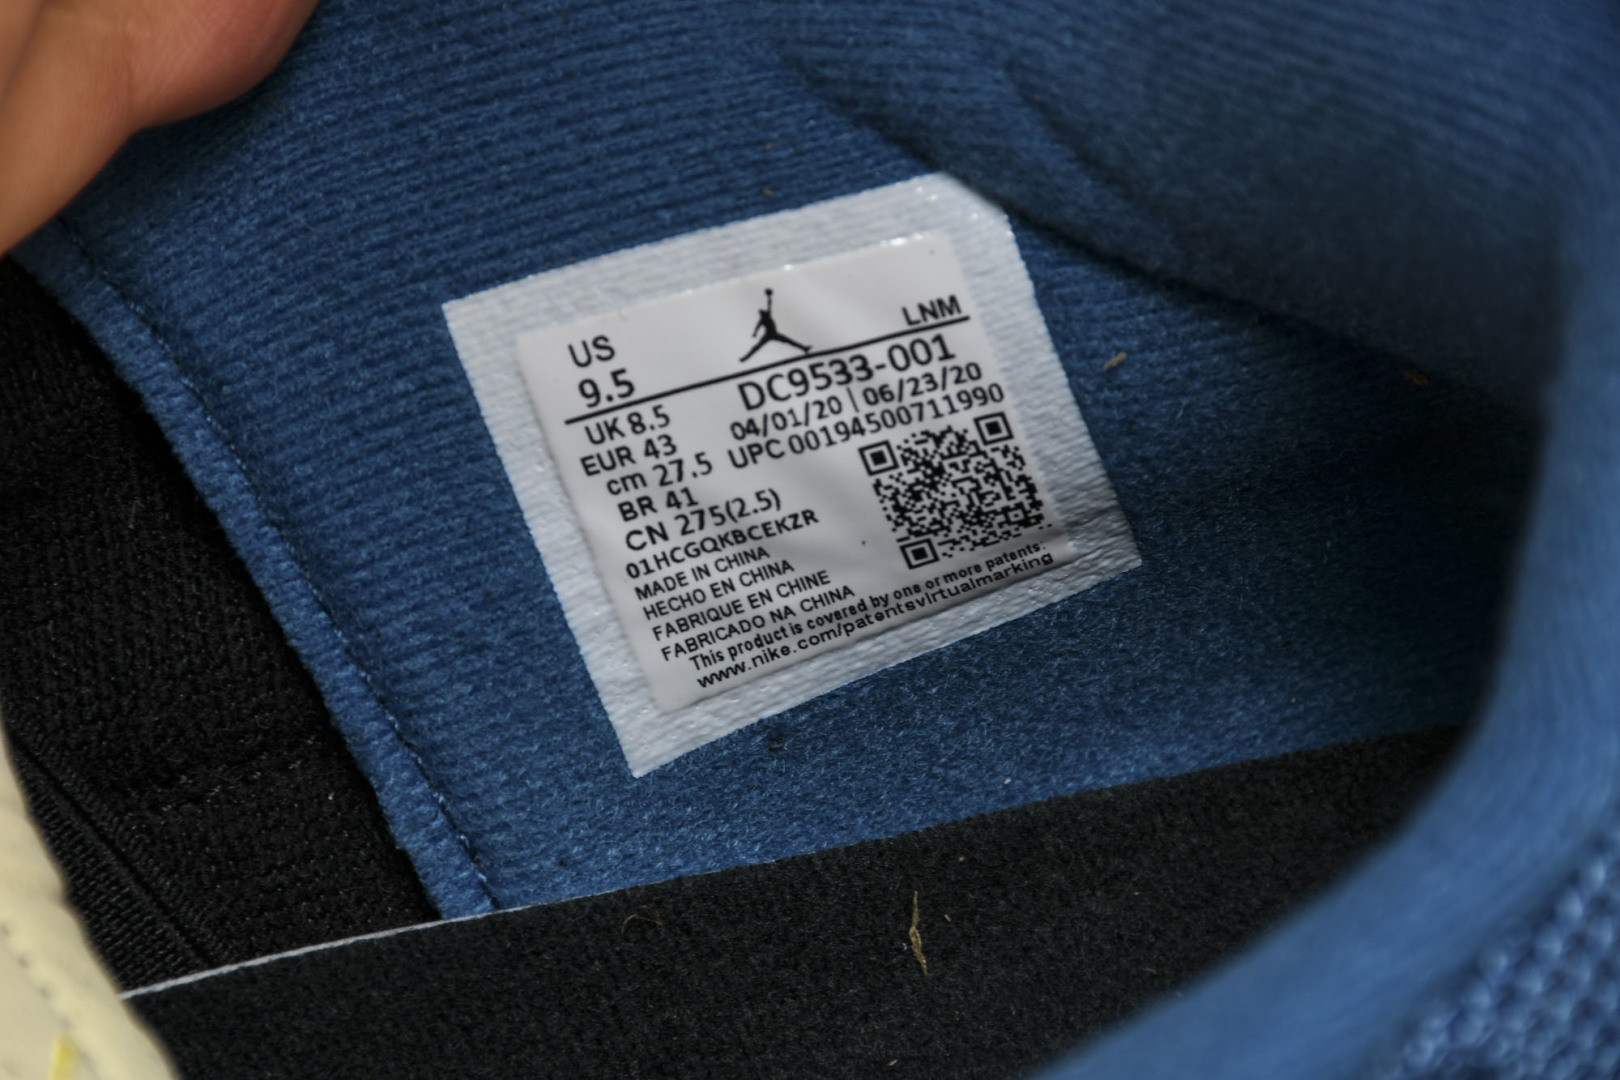 US
LNM
9.5
DC9533-001
UK 8.5
04/01/20 | 06/23/20
EUR 43
UPC 00194500711990
cm 27.5
BR 41
CN 275(2.5)
01HCGQKBCEKZR
MADE IN CHINA
HECHO EN CHINA
FABRIQUE EN CHINE
FABRICADO NA CHINA
This product is covered by one or more patents:
www.nike.com/patentsvirtualmarking